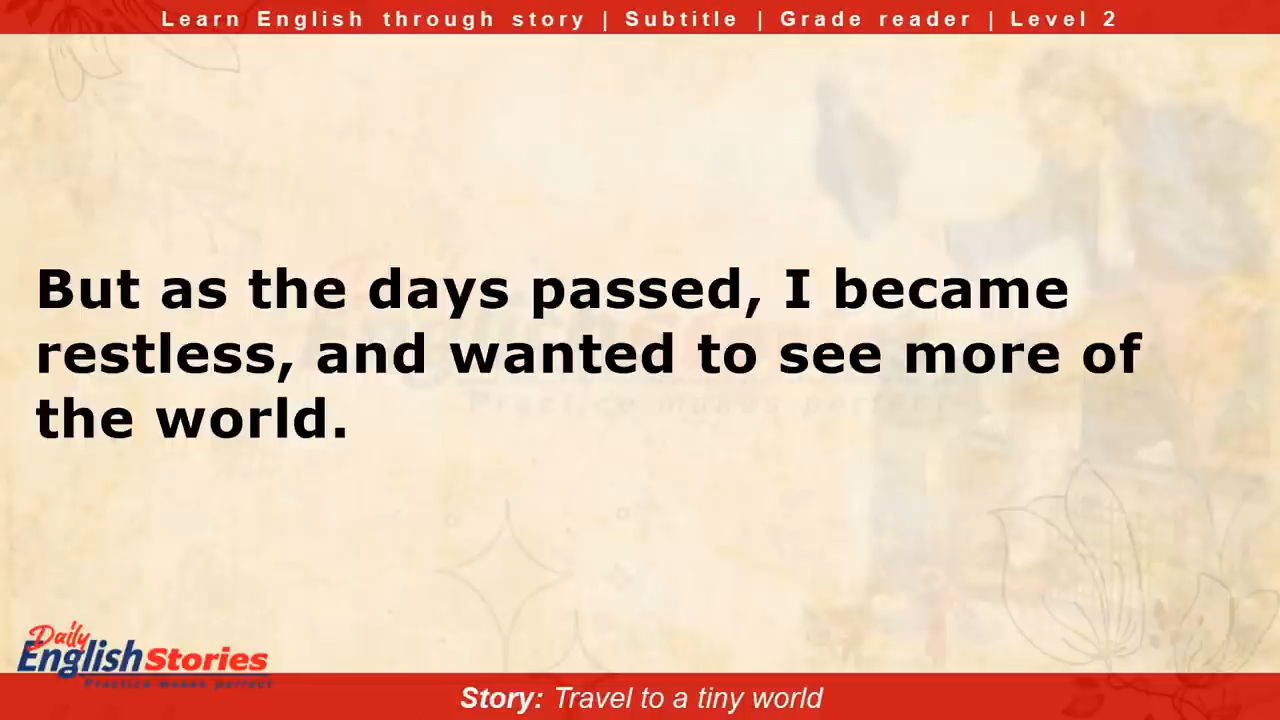 Learn English through story | Subtitle | Grade reader | Level 2
But as the days passed, I became
restless, and wanted to see more of
the world.
Daily
English Stories
Practice makes perfect
Story: Travel to a tiny world